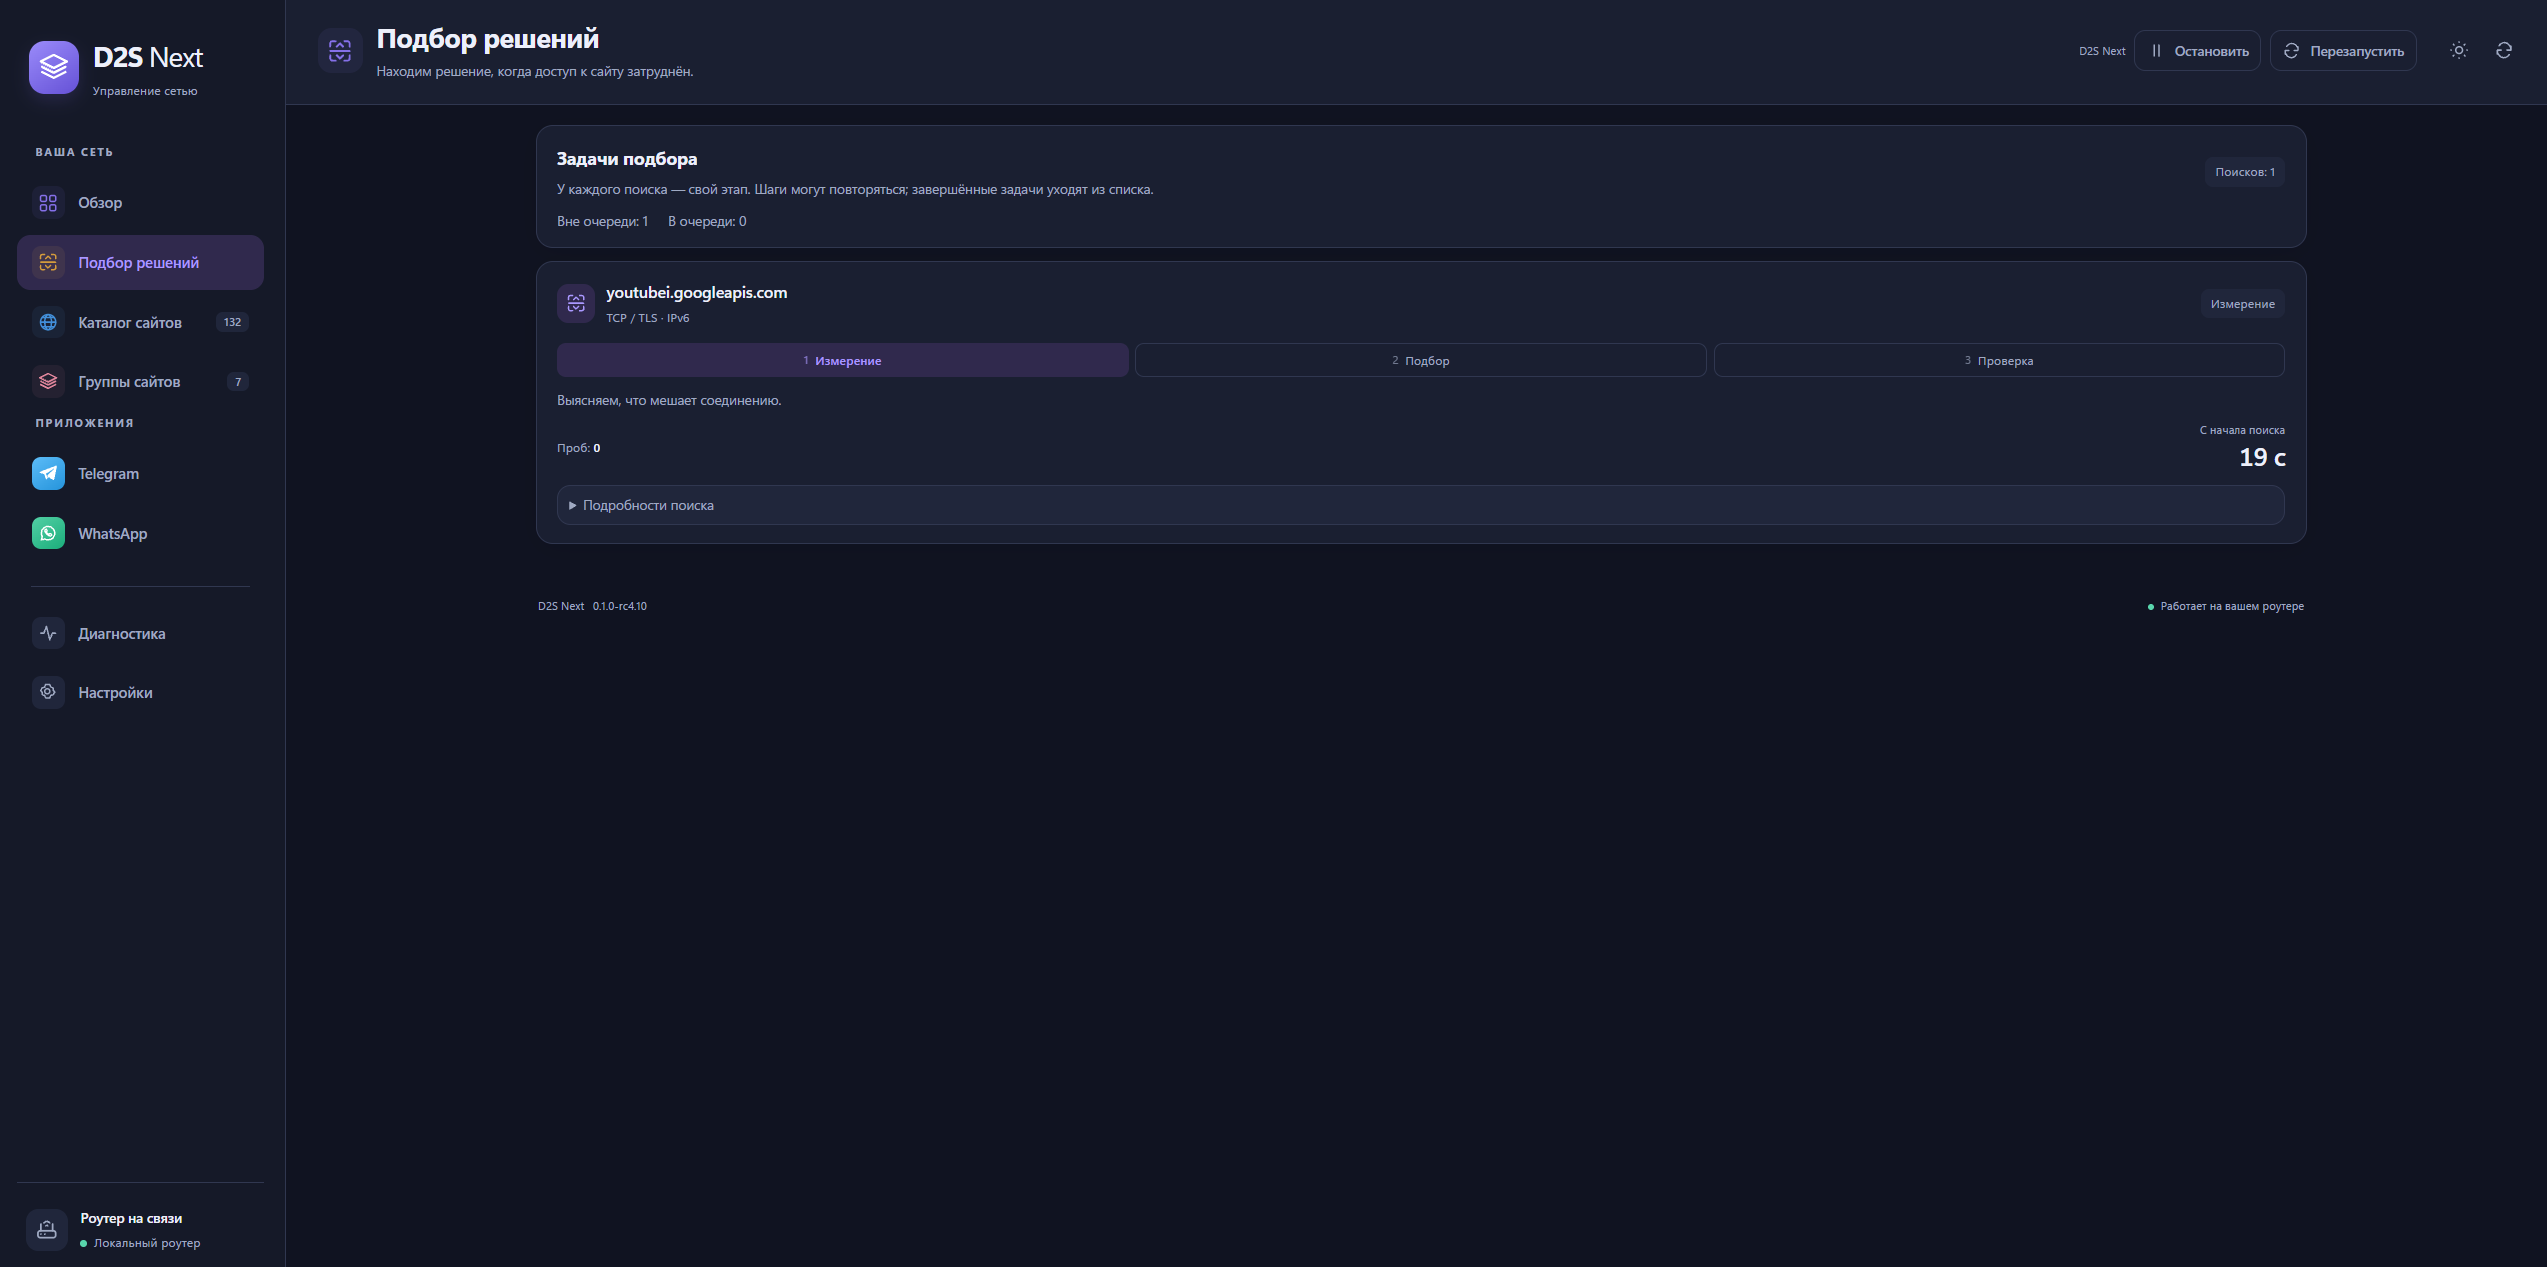 D2S Next
Управление сетью
ВАША СЕТЬ
Обзор
Подбор решений
Каталог сайтов 132
Группы сайтов 7
ПРИЛОЖЕНИЯ
Telegram
WhatsApp
Диагностика
Настройки
Роутер на связи
Локальный роутер
Подбор решений
Находим решение, когда доступ к сайту затруднён.
D2S Next Остановить Перезапустить
Задачи подбора
У каждого поиска — свой этап. Шаги могут повторяться; завершённые задачи уходят из списка.
Поисков: 1
Вне очереди: 1 В очереди: 0
youtubei.googleapis.com
TCP / TLS · IPv6
Измерение
1 Измерение 2 Подбор 3 Проверка
Выясняем, что мешает соединению.
Проб: 0
С начала поиска
19 с
Подробности поиска
D2S Next 0.1.0-rc4.10
Работает на вашем роутере